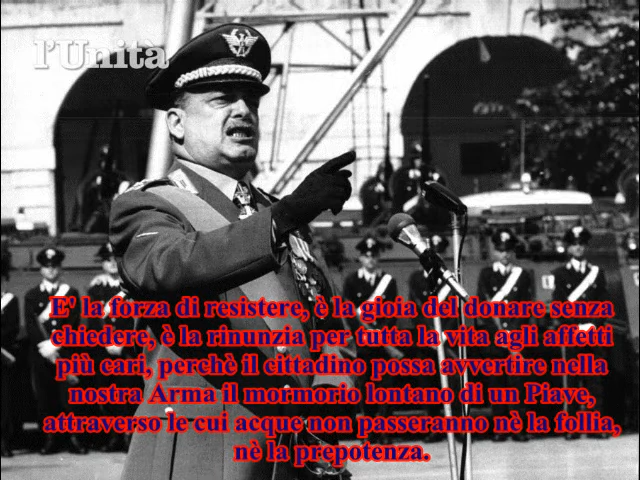 l'Unità
E' la forza di resistere, è la gioia del donare senza
chiedere, è la rinunzia per tutta la vita agli affetti
più cari, perchè il cittadino possa avvertire nella
nostra Arma il mormorio lontano di un Piave,
attraverso le cui acque non passeranno nè la follia,
nè la prepotenza.